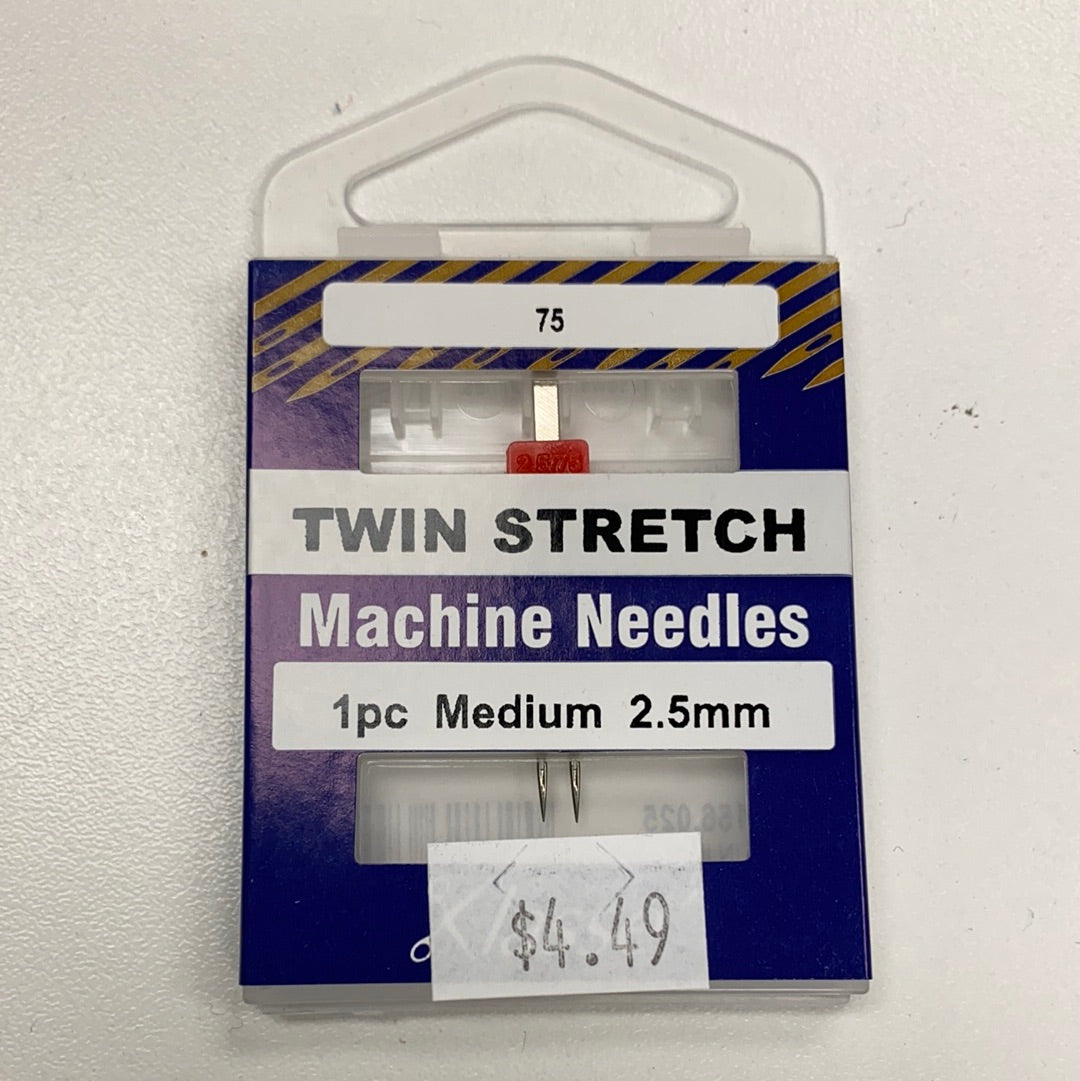 75
2.5/75
TWIN STRETCH
Machine Needles
1pc Medium 2.5mm
$4.49